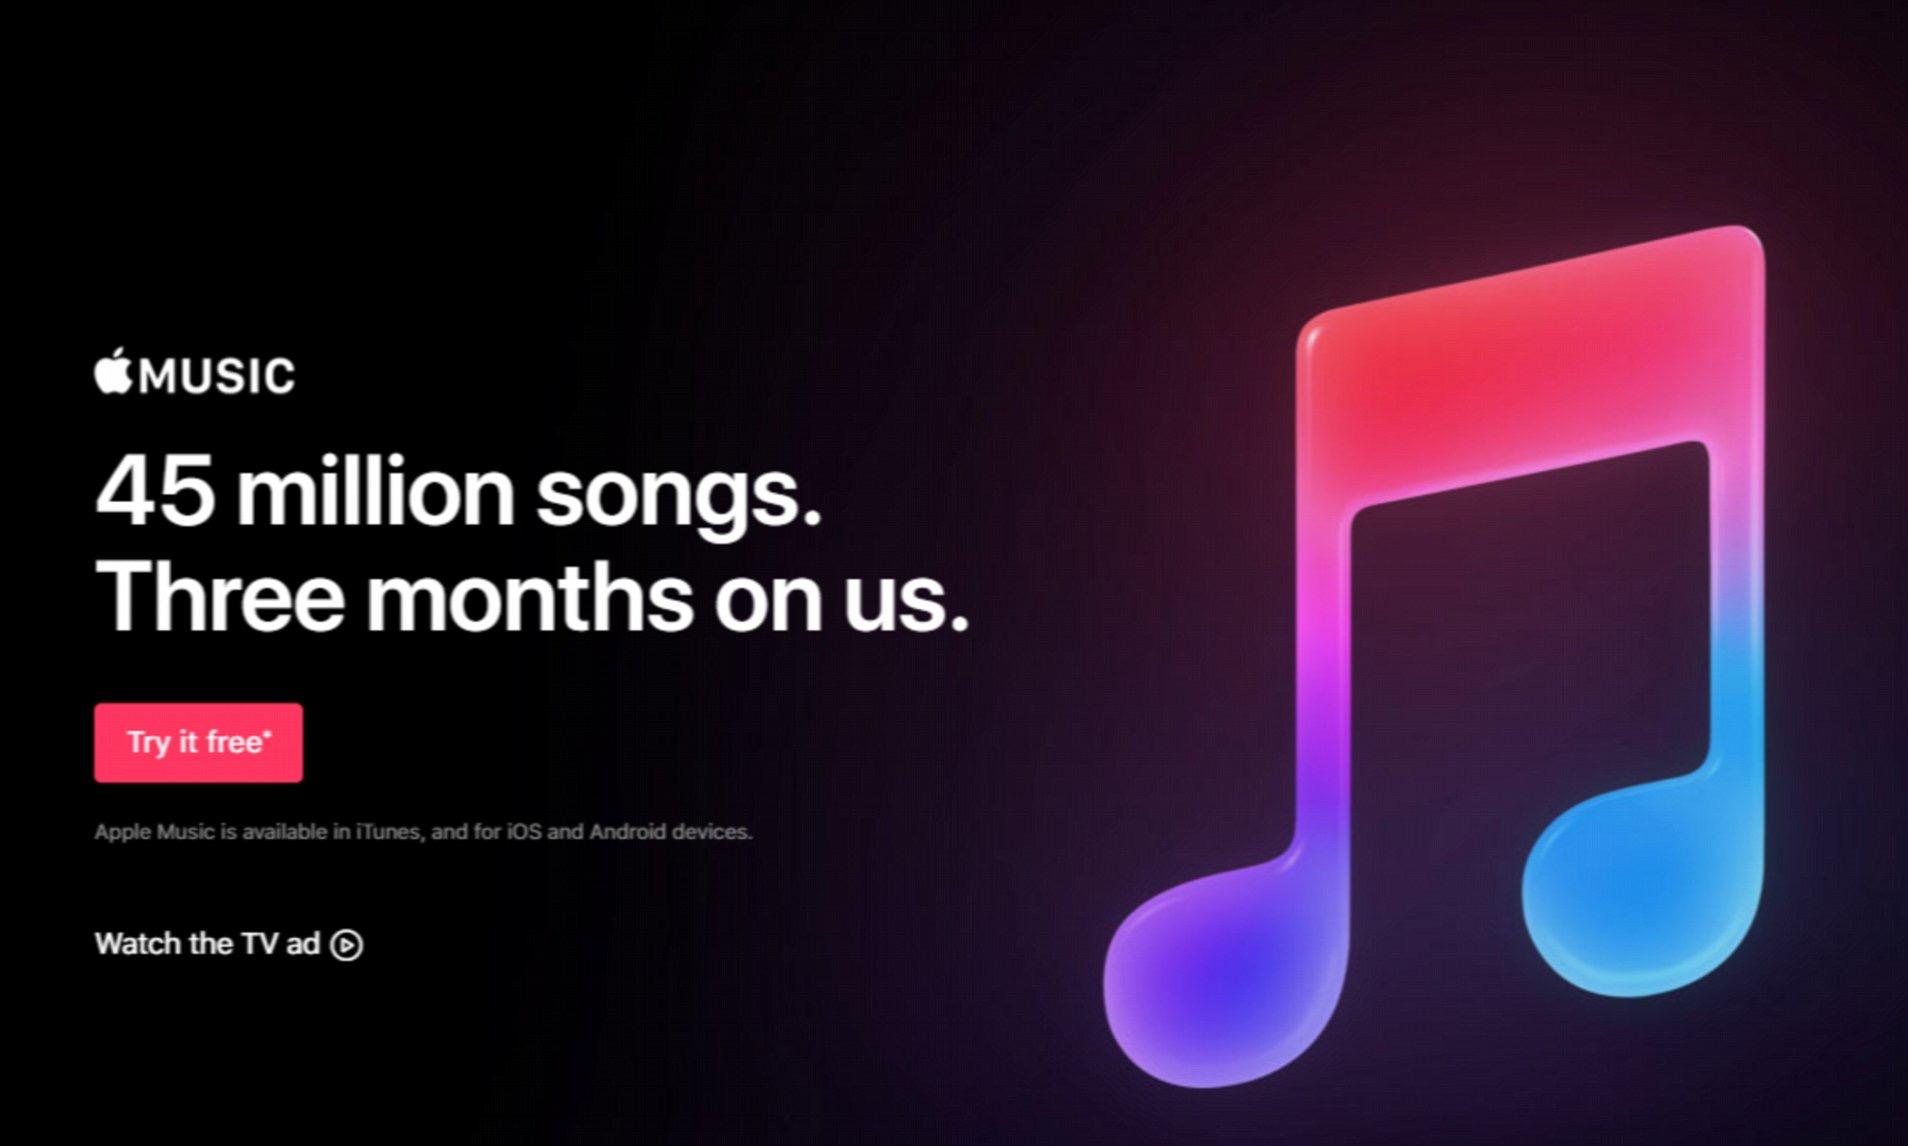 MUSIC
45 million songs.
Three months on us.
Try it free*
Apple Music is available in iTunes, and for iOS and Android devices.
Watch the TV ad